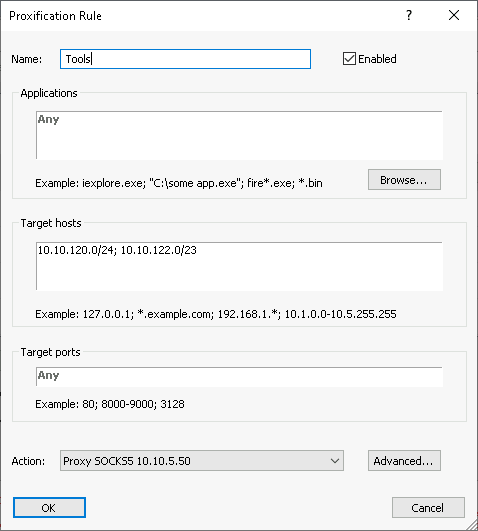 Proxification Rule
Name: Tools Enabled
Applications
Any
Example: iexplore.exe; "C:\some app.exe"; fire*.exe; *.bin
Browse...
Target hosts
10.10.120.0/24; 10.10.122.0/23
Example: 127.0.0.1; *.example.com; 192.168.1.*; 10.1.0.0-10.5.255.255
Target ports
Any
Example: 80; 8000-9000; 3128
Action: Proxy SOCKS5 10.10.5.50 Advanced...
OK Cancel